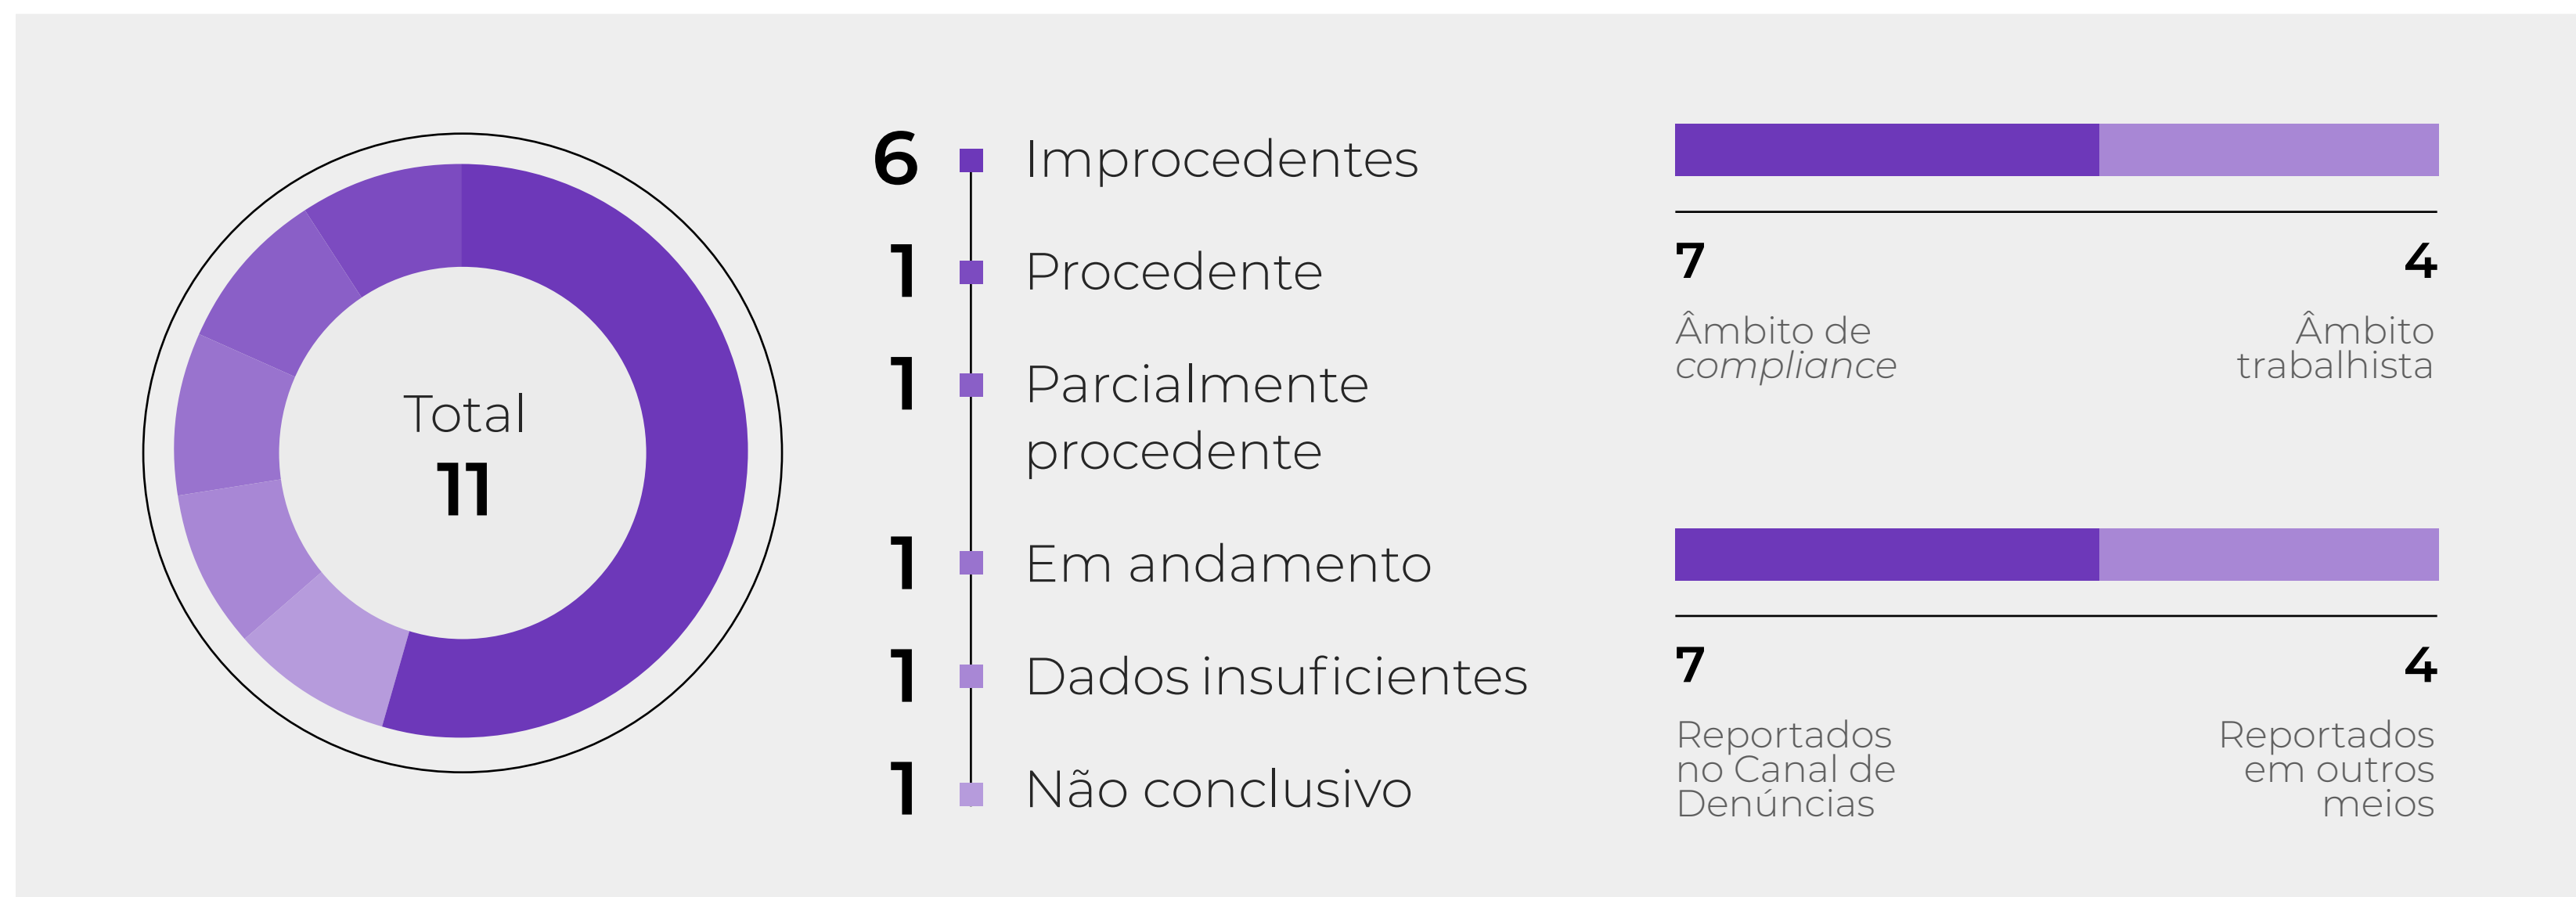 Total
11
6 Improcedentes
1 Procedente
1 Parcialmente
procedente
1 Em andamento
1 Dados insuficientes
1 Não conclusivo
7
Âmbito de
compliance
4
Âmbito
trabalhista
7
Reportados
no Canal de
Denúncias
4
Reportados
em outros
meios